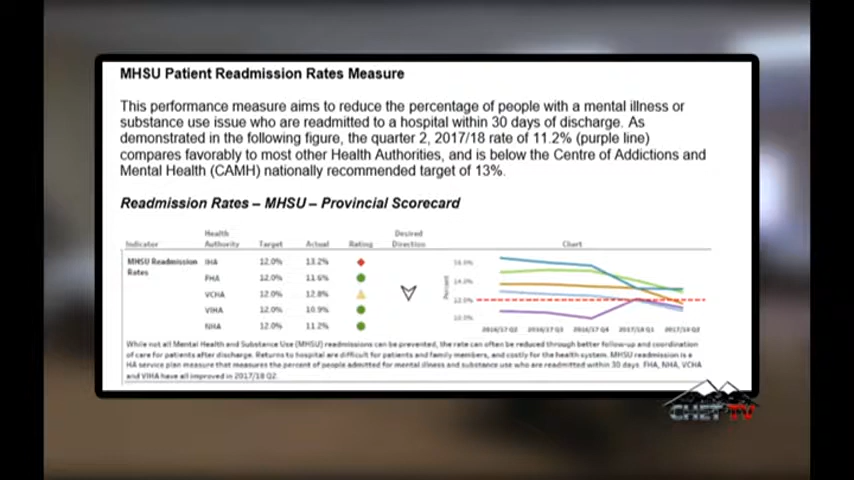 MHSU Patient Readmission Rates Measure
This performance measure aims to reduce the percentage of people with a mental illness or
substance use issue who are readmitted to a hospital within 30 days of discharge. As
demonstrated in the following figure, the quarter 2, 2017/18 rate of 11.2% (purple line)
compares favorably to most other Health Authorities, and is below the Centre of Addictions and
Mental Health (CAMH) nationally recommended target of 13%.
Readmission Rates – MHSU – Provincial Scorecard
Indicator Health Authority Target Actual Rating Desired Direction Chart
MHSU Readmission Rates IHA 12.0% 13.2%
FHA 12.0% 11.6%
VCHA 12.0% 12.8%
VIHA 12.0% 10.9%
NHA 12.0% 11.2%
Percent
16.0%
14.0%
12.0%
10.0%
2016/17 Q2 2016/17 Q3 2016/17 Q4 2017/18 Q1 2017/18 Q2
While not all Mental Health and Substance Use (MHSU) readmissions can be prevented, the rate can often be reduced through better follow-up and coordination
of care for patients after discharge. Returns to hospital are difficult for patients and family members, and costly for the health system. MHSU readmission is a
HA service plan measure that measures the percent of people admitted for mental illness and substance use who are readmitted within 30 days. FHA, NHA, VCHA
and VIHA have all improved in 2017/18 Q2.
CHET TV